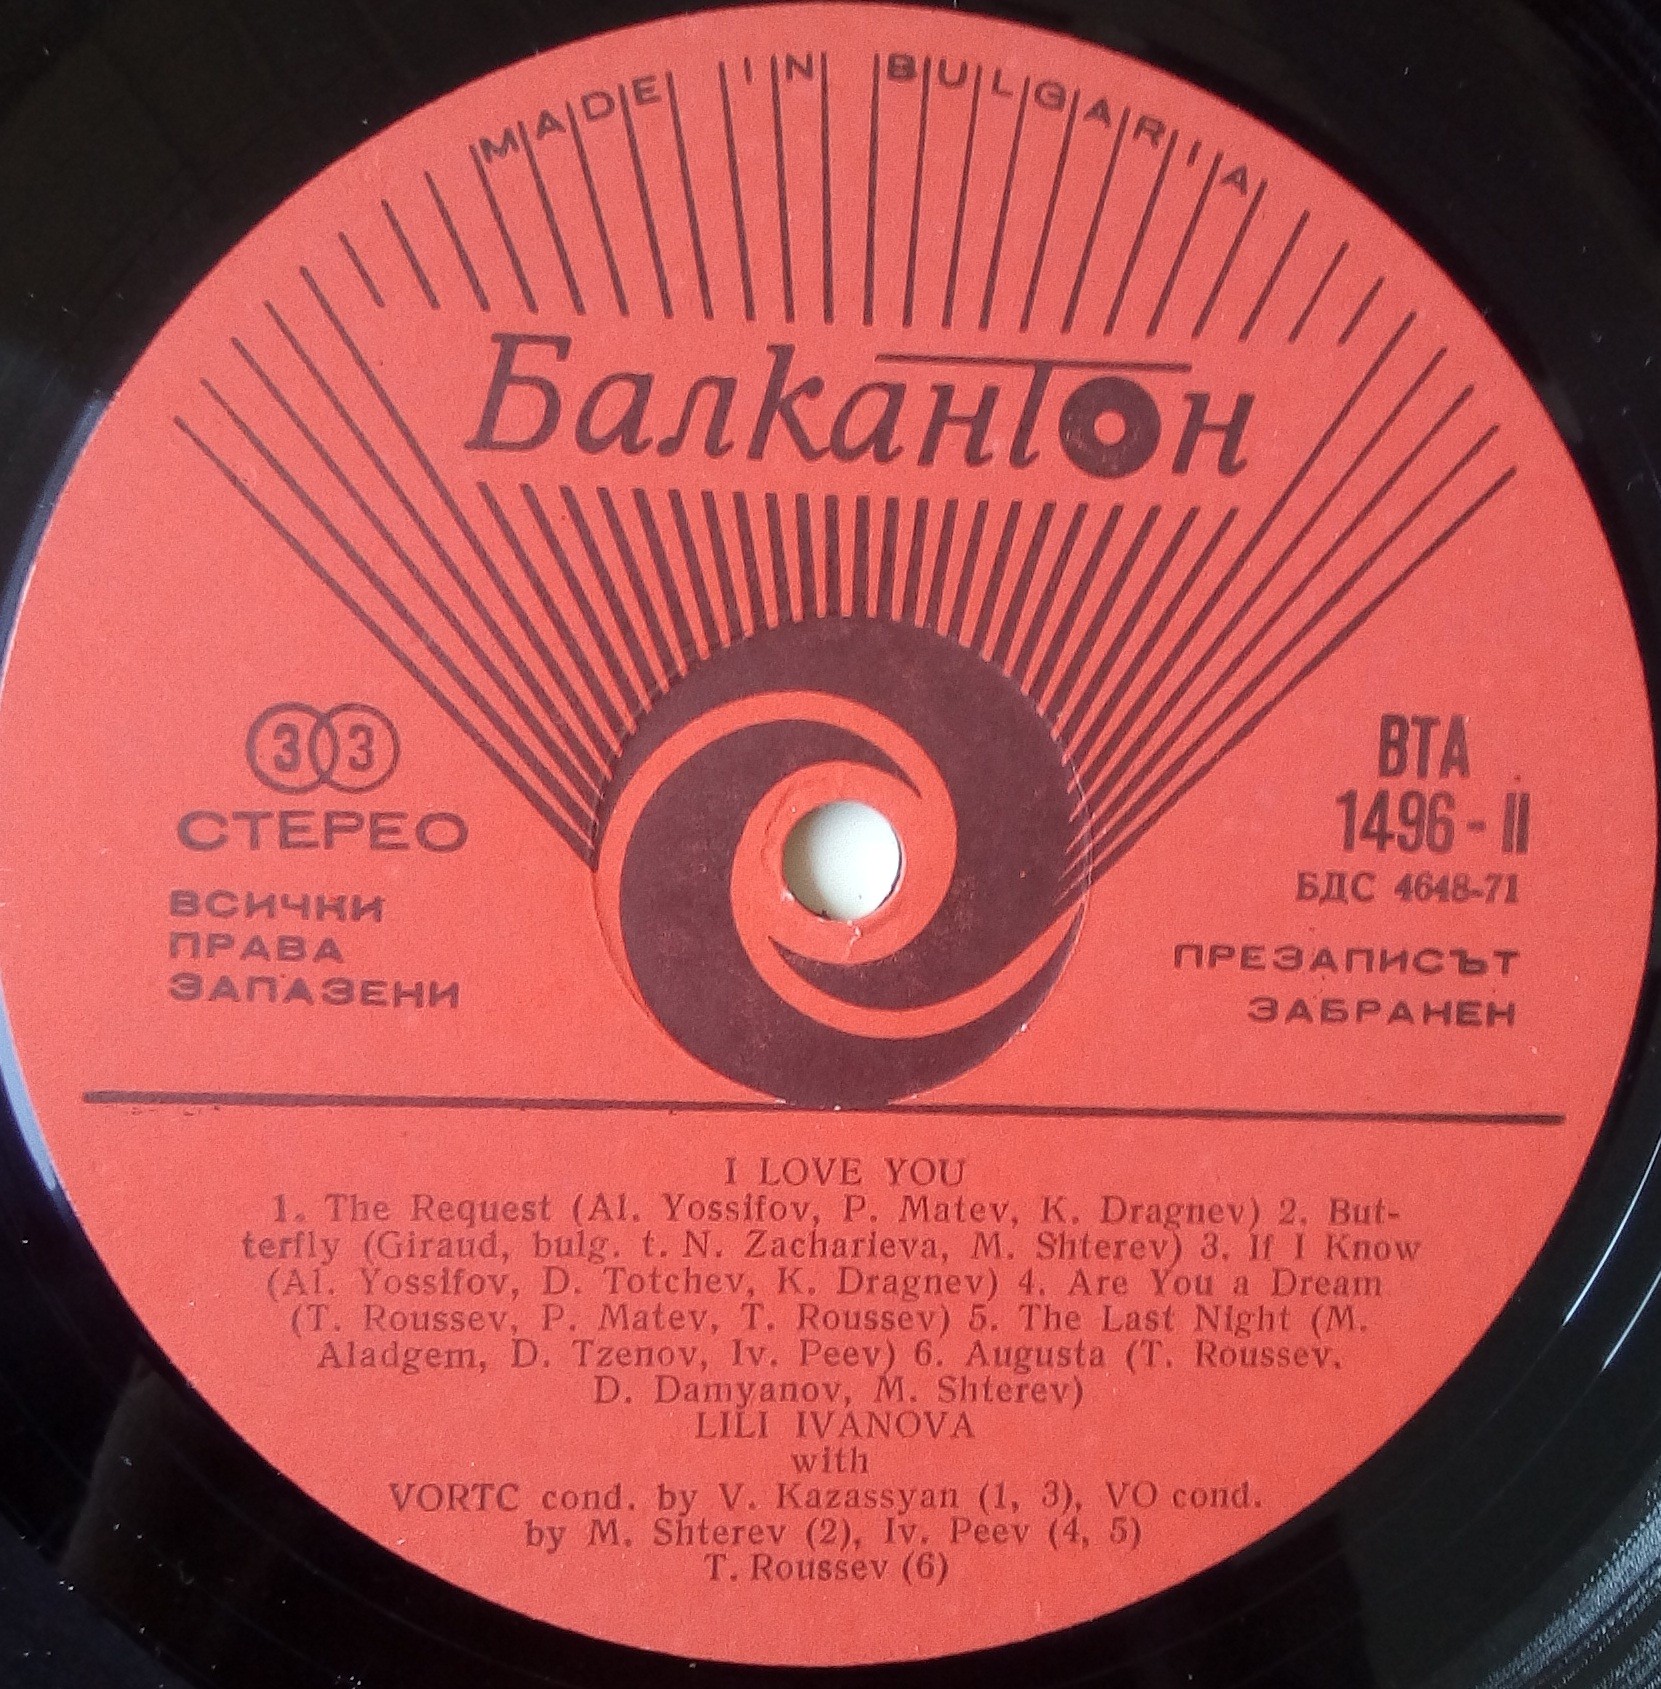 MADE IN BULGARIA
Балкантон
33
СТЕРЕО
ВСИЧКИ
ПРАВА
ЗАПАЗЕНИ
ВТА
1496-II
БДС 4648-71
ПРЕЗАПИСЪТ
ЗАБРАНЕН
I LOVE YOU
1. The Request (Al. Yossifov, P. Matev, K. Dragnev) 2. But-
terfly (Giraud, bulg. t. N. Zacharieva, M. Shterev) 3. If I Know
(Al. Yossifov, D. Totchev, K. Dragnev) 4. Are You a Dream
(T. Roussev, P. Matev, T. Roussev) 5. The Last Night (M.
Aladgem, D. Tzenov, Iv. Peev) 6. Augusta (T. Roussev.
D. Damyanov, M. Shterev)
LILI IVANOVA
with
VORTC cond. by V. Kazassyan (1, 3), VO cond.
by M. Shterev (2), Iv. Peev (4, 5)
T. Roussev (6)